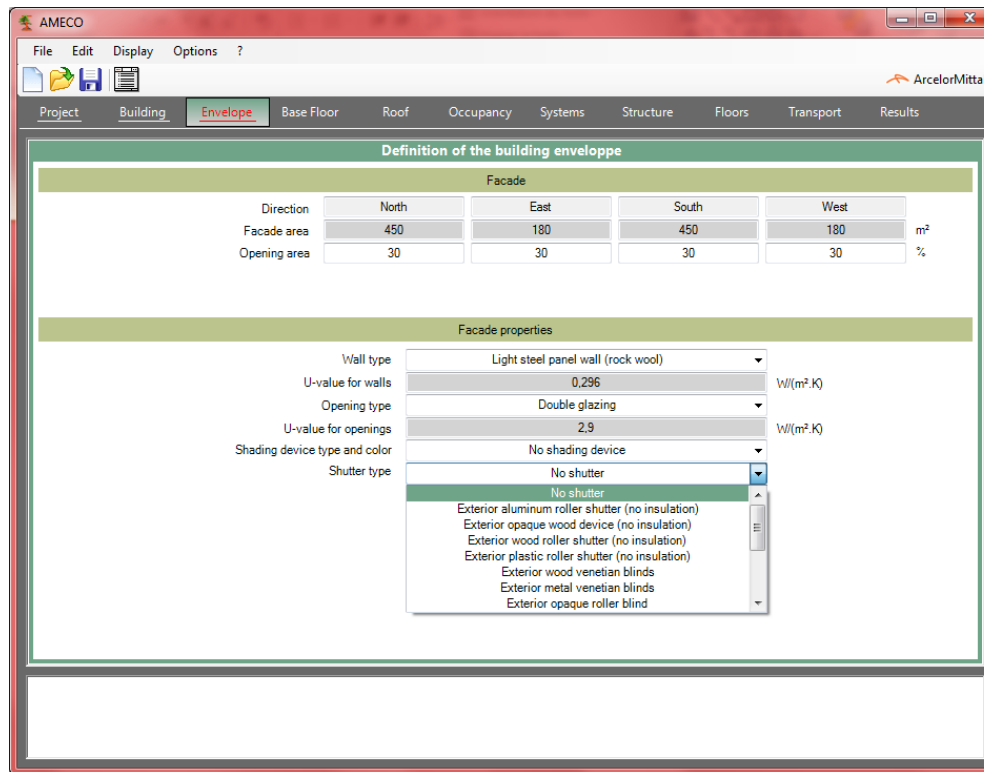 AMECO
File Edit Display Options ?
ArcelorMitta
Project Building Envelope Base Floor Roof Occupancy Systems Structure Floors Transport Results
Definition of the building enveloppe
Facade
Direction North East South West
Facade area 450 180 450 180 m²
Opening area 30 30 30 30 %
Facade properties
Wall type Light steel panel wall (rock wool)
U-value for walls 0,296 W/(m².K)
Opening type Double glazing
U-value for openings 2,9 W/(m².K)
Shading device type and color No shading device
Shutter type No shutter
No shutter
Exterior aluminum roller shutter (no insulation)
Exterior opaque wood device (no insulation)
Exterior wood roller shutter (no insulation)
Exterior plastic roller shutter (no insulation)
Exterior wood venetian blinds
Exterior metal venetian blinds
Exterior opaque roller blind